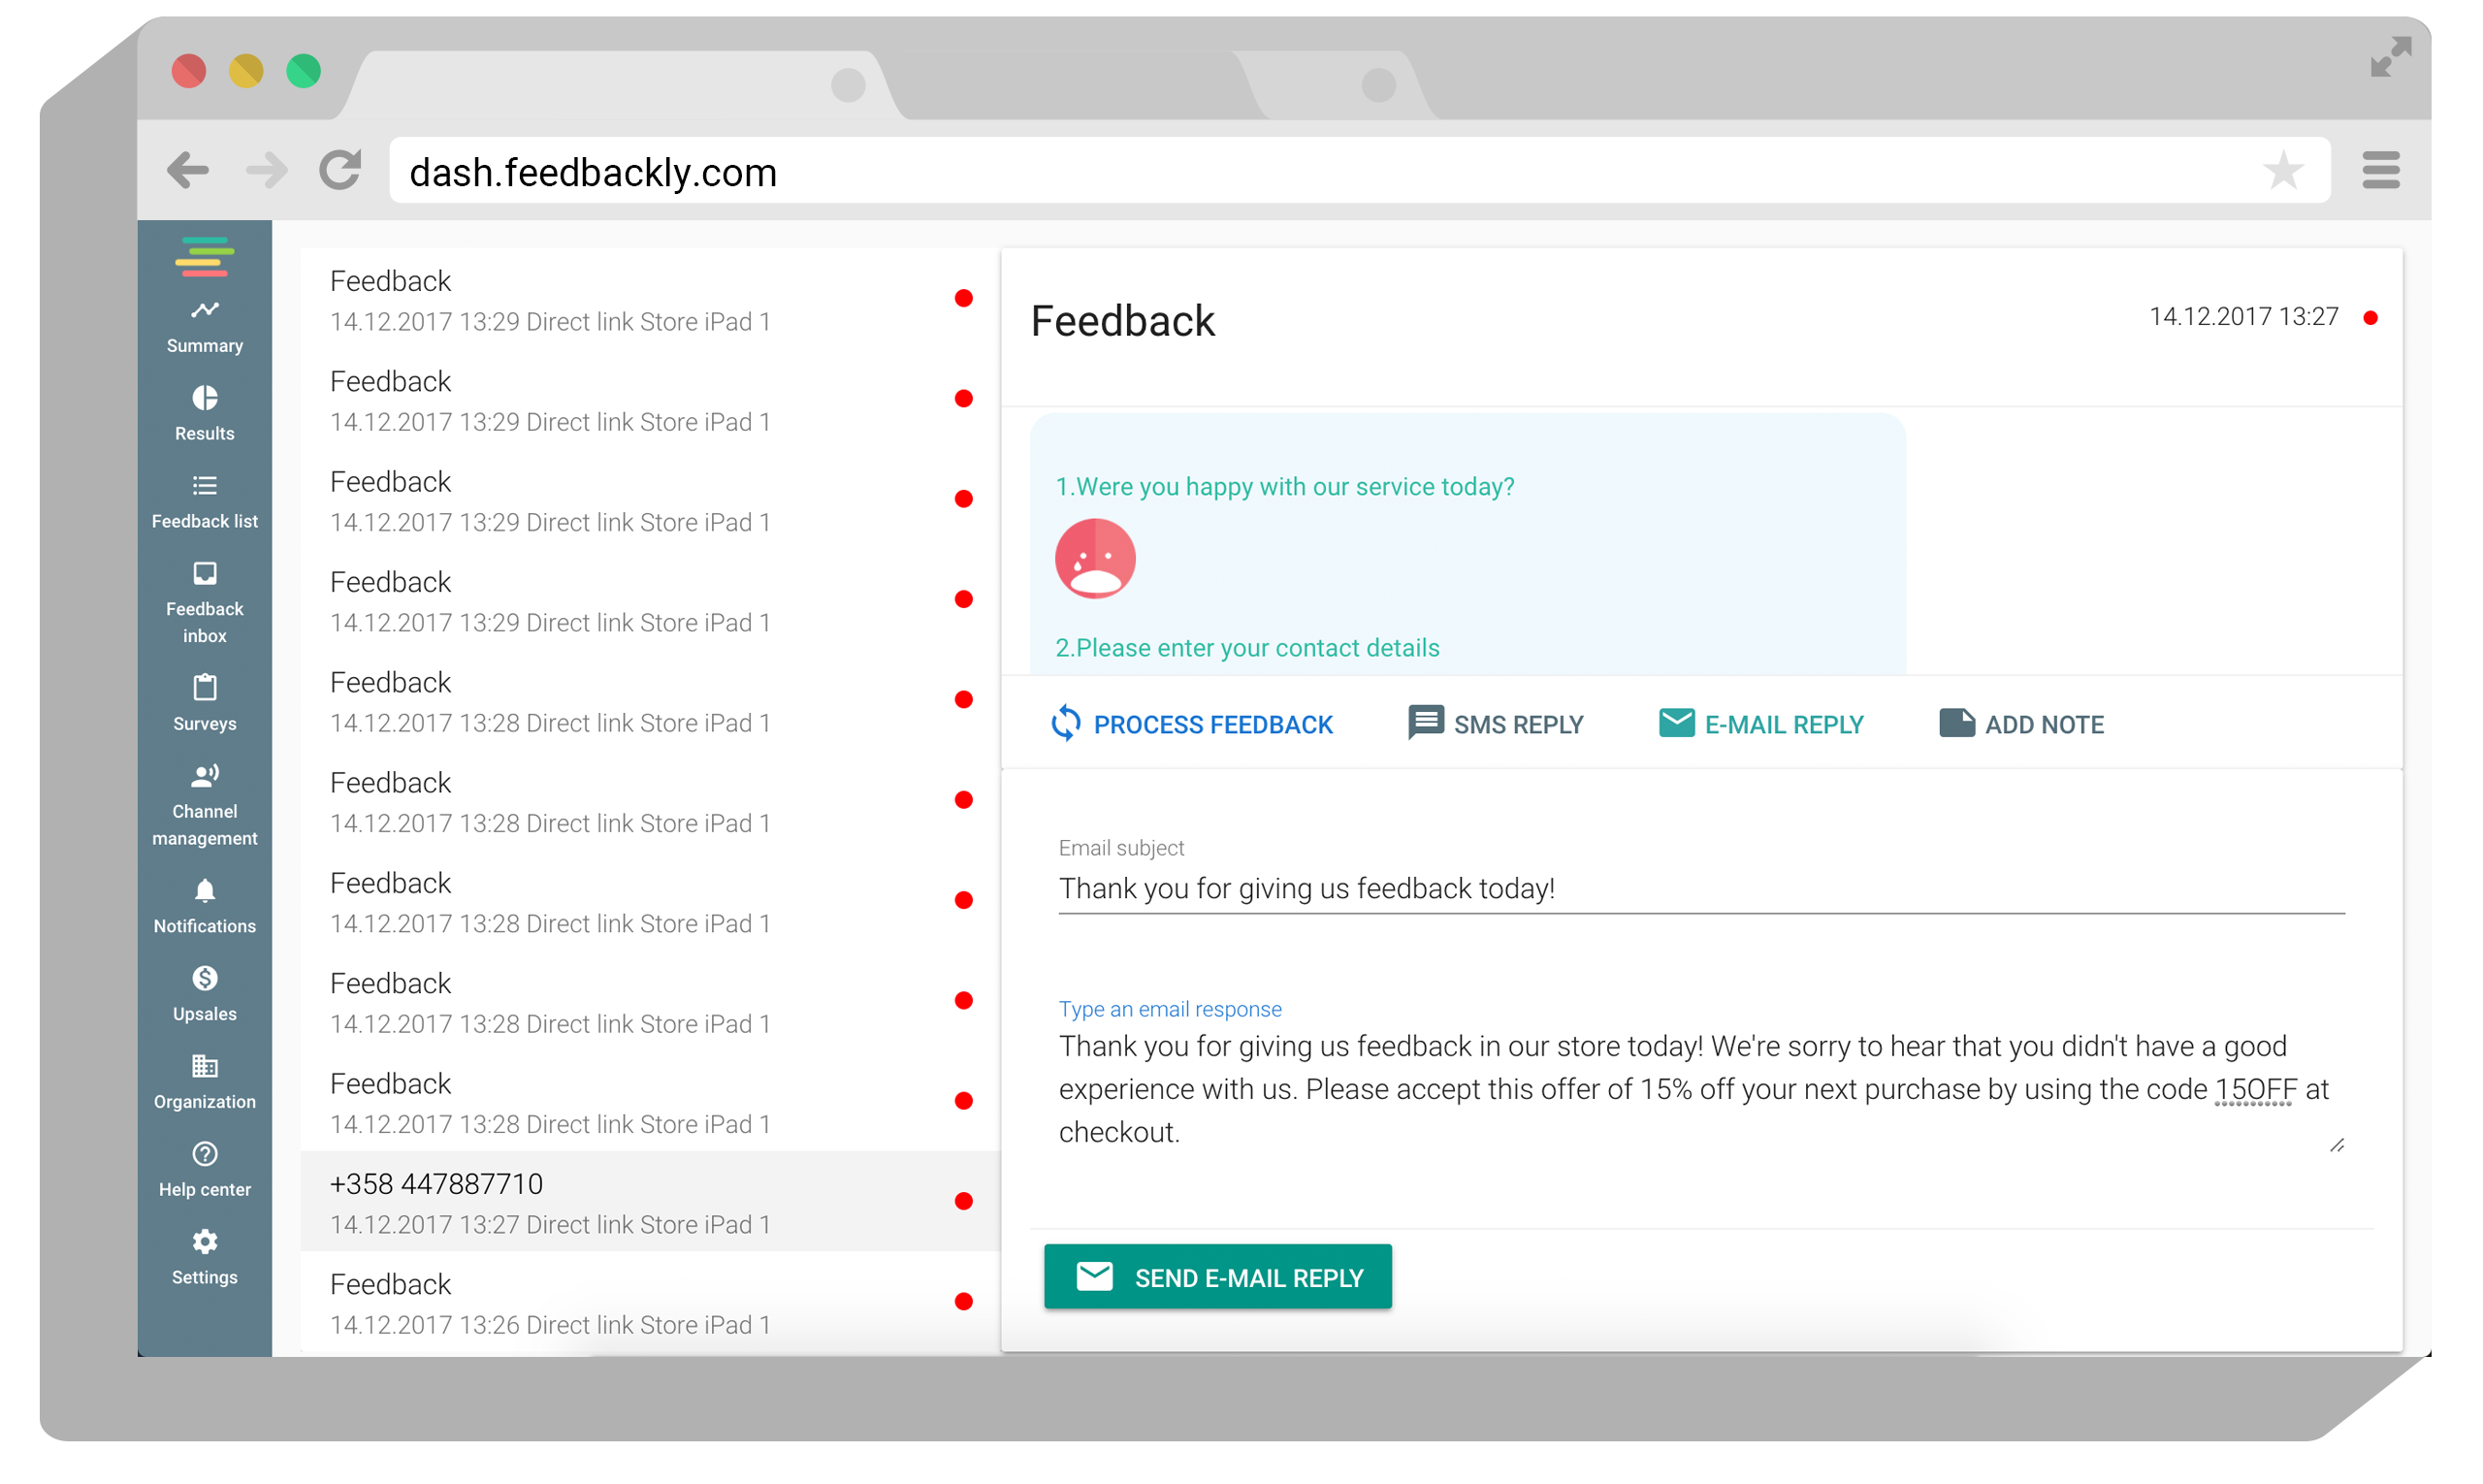 dash.feedbackly.com
Summary
Results
Feedback list
Feedback
inbox
Surveys
Channel
management
Notifications
Upsales
Organization
Help center
Settings
Feedback
14.12.2017 13:29 Direct link Store iPad 1
Feedback
14.12.2017 13:29 Direct link Store iPad 1
Feedback
14.12.2017 13:29 Direct link Store iPad 1
Feedback
14.12.2017 13:29 Direct link Store iPad 1
Feedback
14.12.2017 13:28 Direct link Store iPad 1
Feedback
14.12.2017 13:28 Direct link Store iPad 1
Feedback
14.12.2017 13:28 Direct link Store iPad 1
Feedback
14.12.2017 13:28 Direct link Store iPad 1
Feedback
14.12.2017 13:28 Direct link Store iPad 1
+358 447887710
14.12.2017 13:27 Direct link Store iPad 1
Feedback
14.12.2017 13:26 Direct link Store iPad 1
Feedback
14.12.2017 13:27
1.Were you happy with our service today?
2.Please enter your contact details
PROCESS FEEDBACK
SMS REPLY
E-MAIL REPLY
ADD NOTE
Email subject
Thank you for giving us feedback today!
Type an email response
Thank you for giving us feedback in our store today! We're sorry to hear that you didn't have a good
experience with us. Please accept this offer of 15% off your next purchase by using the code 15OFF at
checkout.
SEND E-MAIL REPLY